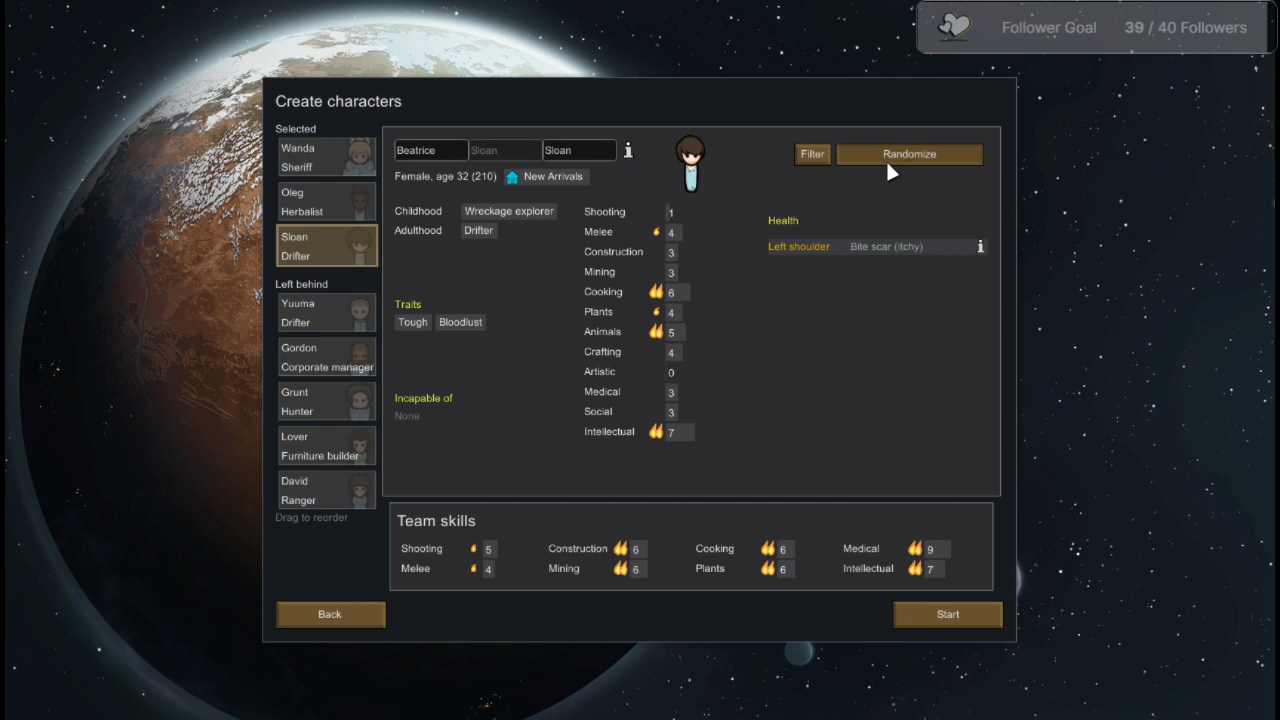 Follower Goal 39 / 40 Followers
Create characters
Selected
Wanda
Sheriff
Oleg
Herbalist
Sloan
Drifter
Left behind
Yuuma
Drifter
Gordon
Corporate manager
Grunt
Hunter
Lover
Furniture builder
David
Ranger
Drag to reorder
Beatrice Sloan Sloan
Filter Randomize
Female, age 32 (210) New Arrivals
Childhood Wreckage explorer
Adulthood Drifter
Traits
Tough Bloodlust
Incapable of
None
Shooting 1
Melee 4
Construction 3
Mining 3
Cooking 6
Plants 4
Animals 5
Crafting 4
Artistic 0
Medical 3
Social 3
Intellectual 7
Health
Left shoulder Bite scar (itchy)
Team skills
Shooting 5 Construction 6 Cooking 6 Medical 9
Melee 4 Mining 6 Plants 6 Intellectual 7
Back Start